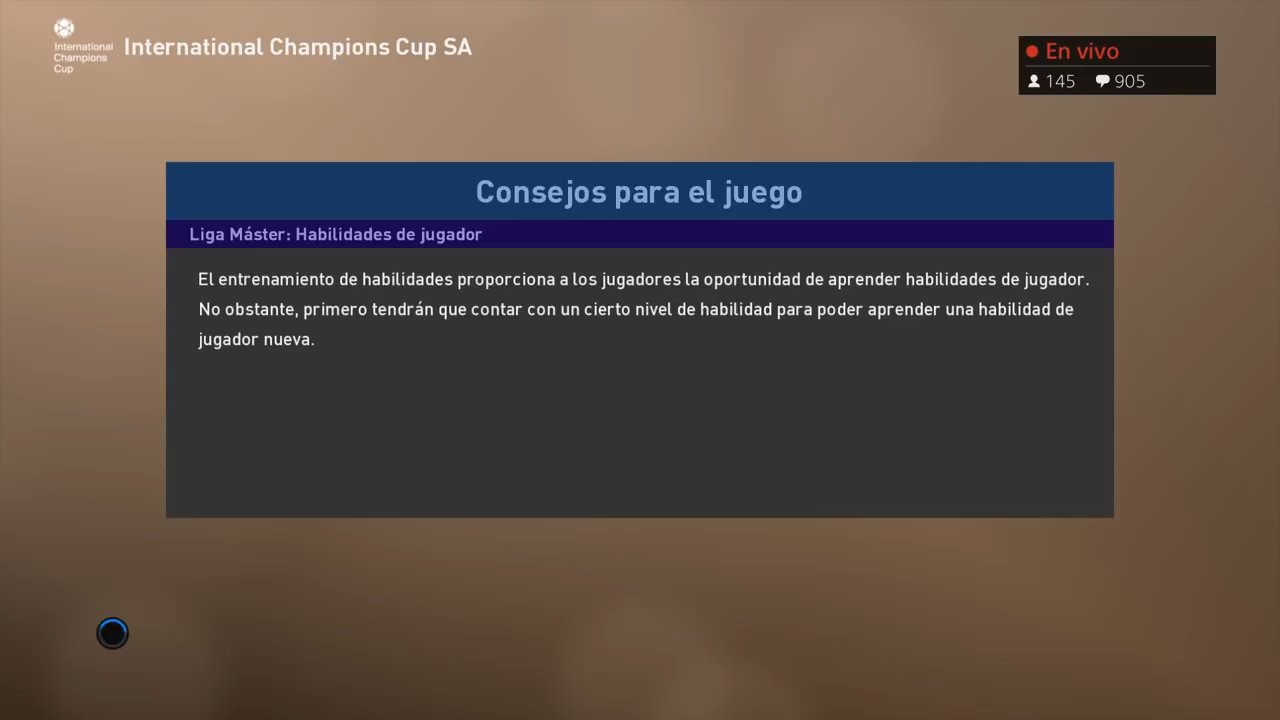 International
Champions
Cup
International Champions Cup SA
En vivo
145 905
Consejos para el juego
Liga Máster: Habilidades de jugador
El entrenamiento de habilidades proporciona a los jugadores la oportunidad de aprender habilidades de jugador.
No obstante, primero tendrán que contar con un cierto nivel de habilidad para poder aprender una habilidad de
jugador nueva.